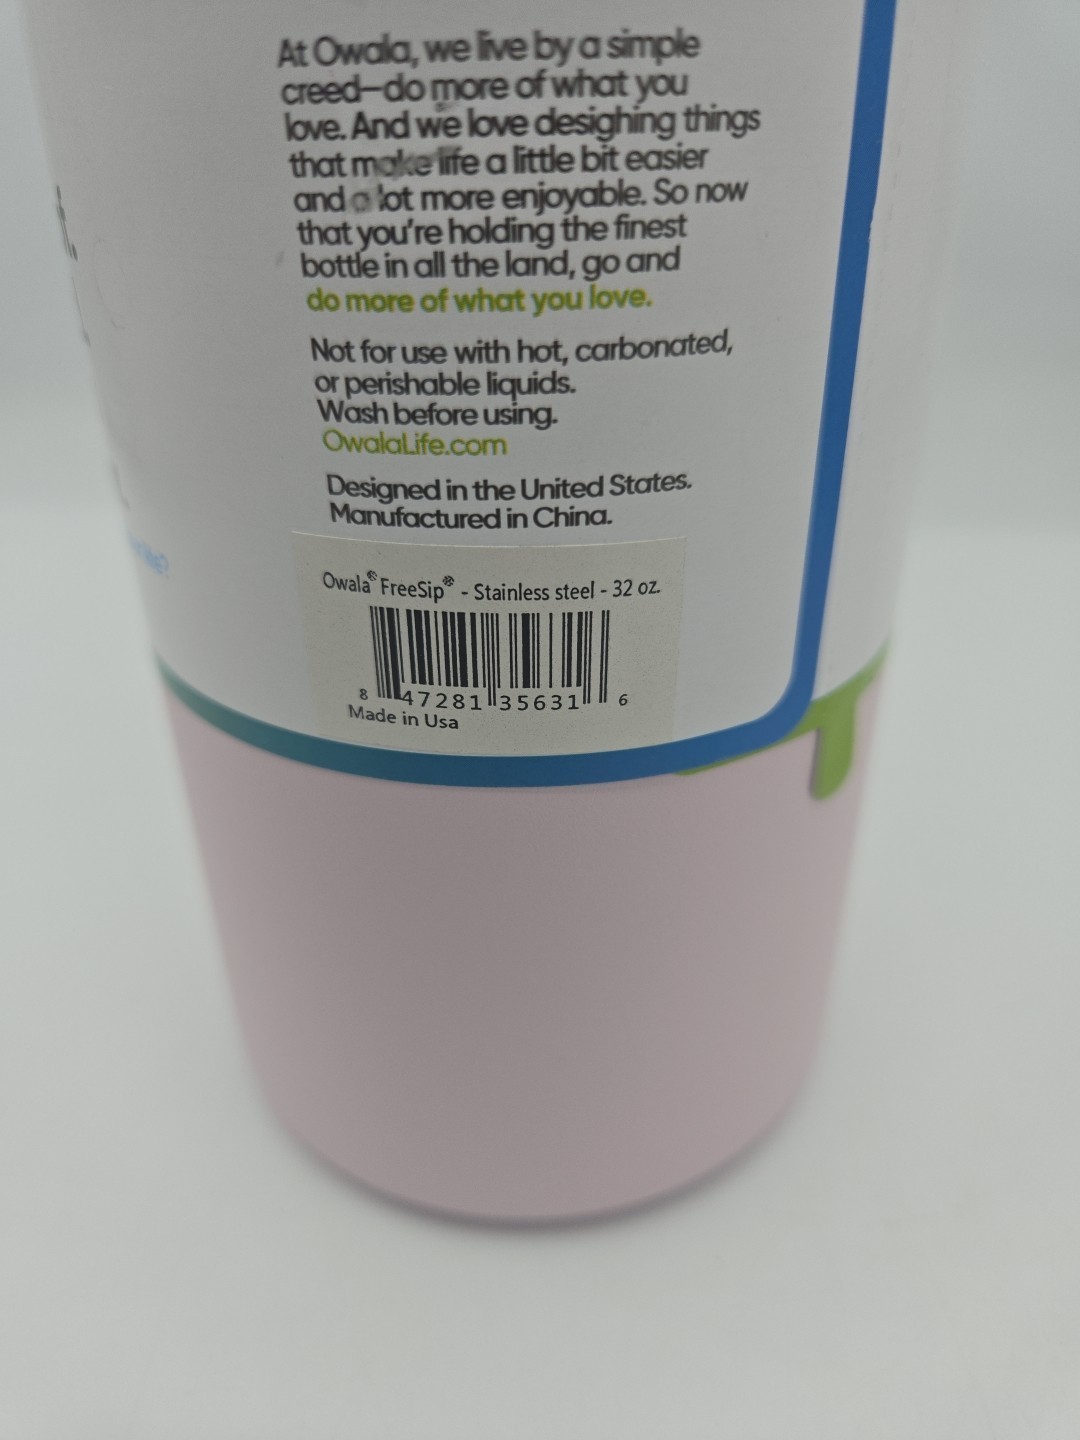 At Owala, we live by a simple
creed—do more of what you
love. And we love desighing things
that make life a little bit easier
and a lot more enjoyable. So now
that you're holding the finest
bottle in all the land, go and
do more of what you love.
Not for use with hot, carbonated,
or perishable liquids.
Wash before using.
OwalaLife.com
Designed in the United States.
Manufactured in China.
Owala® FreeSip® - Stainless steel - 32 oz.
8 47281 35631 6
Made in Usa